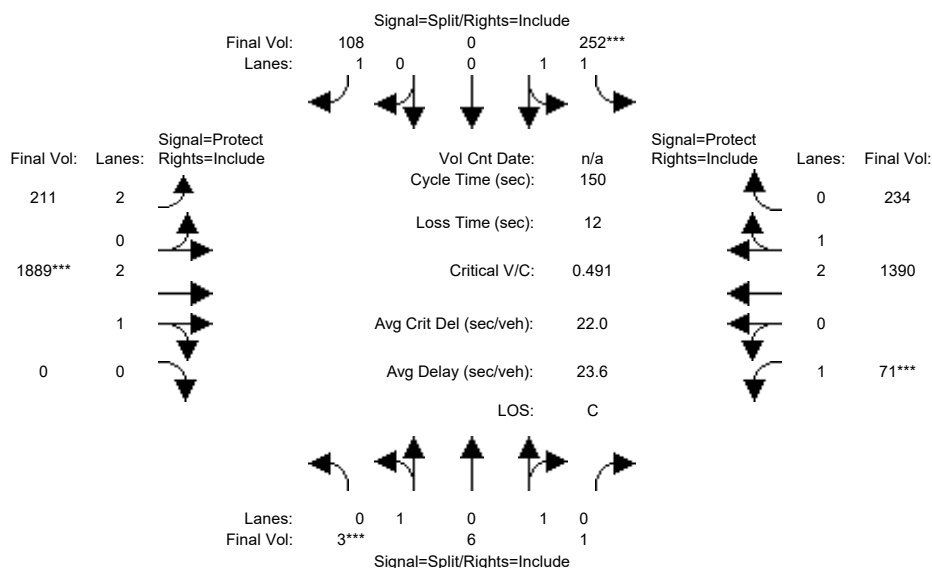 Signal=Split/Rights=Include
Final Vol: 108 0 252***
Lanes: 1 0 0 1 1
Signal=Protect
Final Vol: Lanes: Rights=Include
Vol Cnt Date: n/a
Signal=Protect
Rights=Include Lanes: Final Vol:
Cycle Time (sec): 150
211 2
0 234
Loss Time (sec): 12
0
1
1889*** 2
Critical V/C: 0.491
2 1390
1
Avg Crit Del (sec/veh): 22.0
0
0 0
Avg Delay (sec/veh): 23.6
1 71***
LOS: C
Lanes: 0 1 0 1 0
Final Vol: 3*** 6 1
Signal=Split/Rights=Include